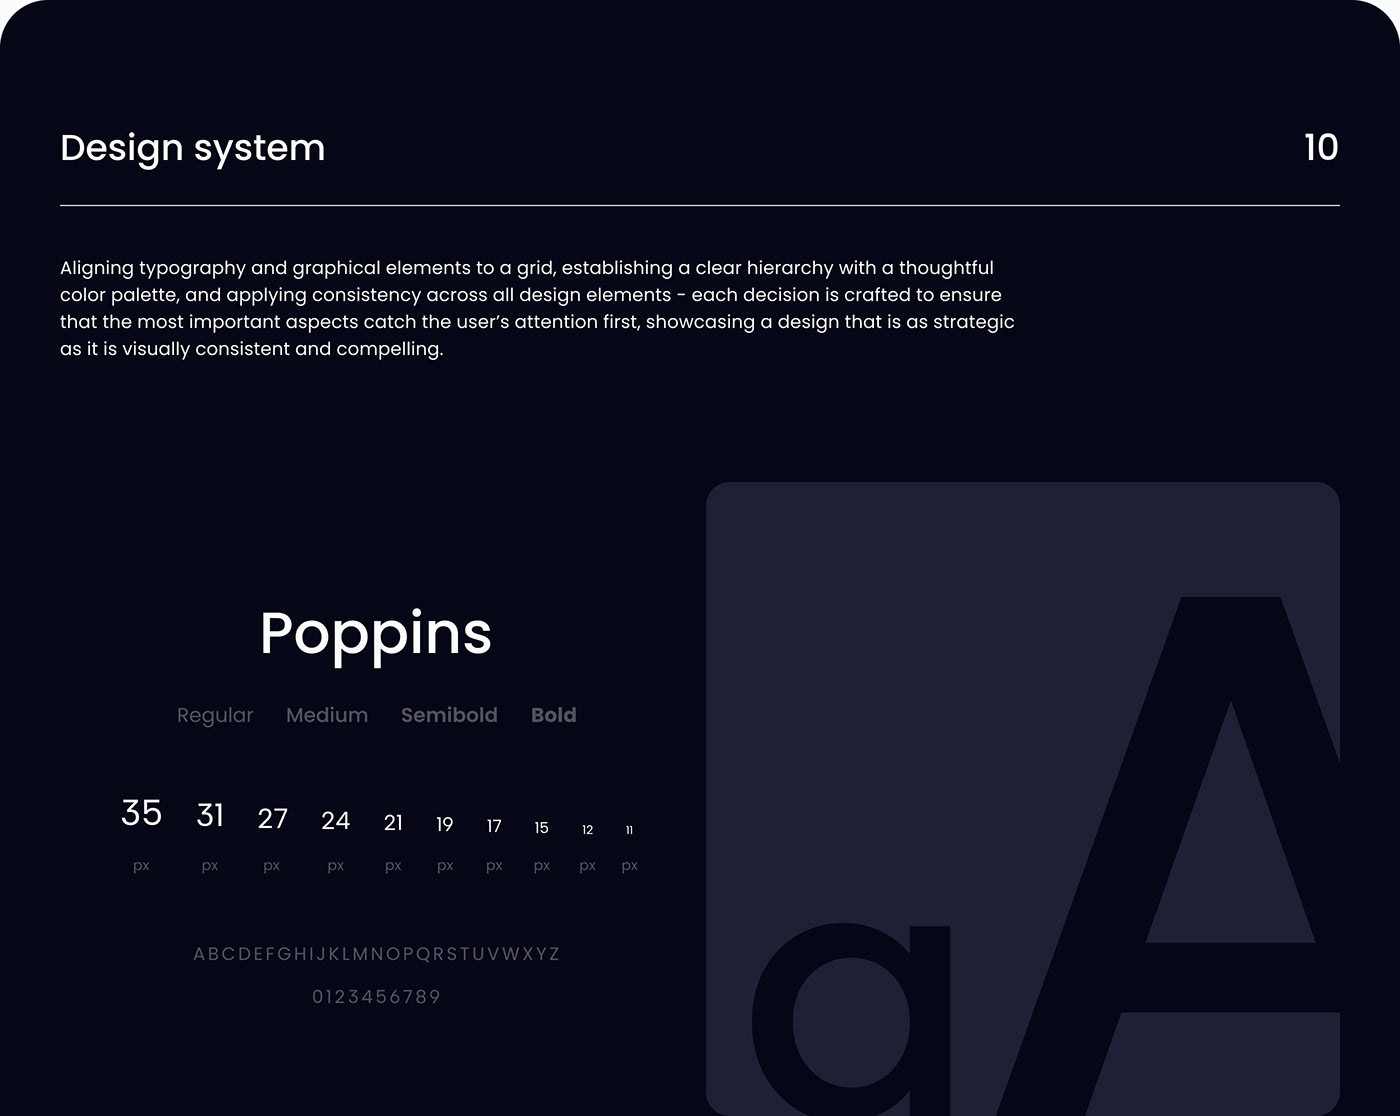 Design system
10
Aligning typography and graphical elements to a grid, establishing a clear hierarchy with a thoughtful
color palette, and applying consistency across all design elements - each decision is crafted to ensure
that the most important aspects catch the user’s attention first, showcasing a design that is as strategic
as it is visually consistent and compelling.
Poppins
Regular Medium Semibold Bold
35 31 27 24 21 19 17 15 12 11
px px px px px px px px px px
ABCDEFGHIJKLMNOPQRSTUVWXYZ
0123456789
a A